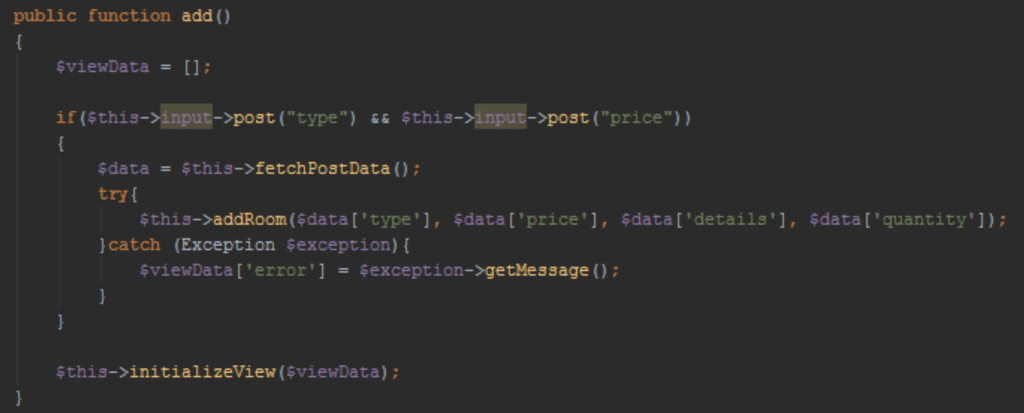 public function add()
{
    $viewData = [];
    if($this->input->post("type") && $this->input->post("price"))
    {
        $data = $this->fetchPostData();
        try{
            $this->addRoom($data['type'], $data['price'], $data['details'], $data['quantity']);
        }catch (Exception $exception){
            $viewData['error'] = $exception->getMessage();
        }
    }
    $this->initializeView($viewData);
}